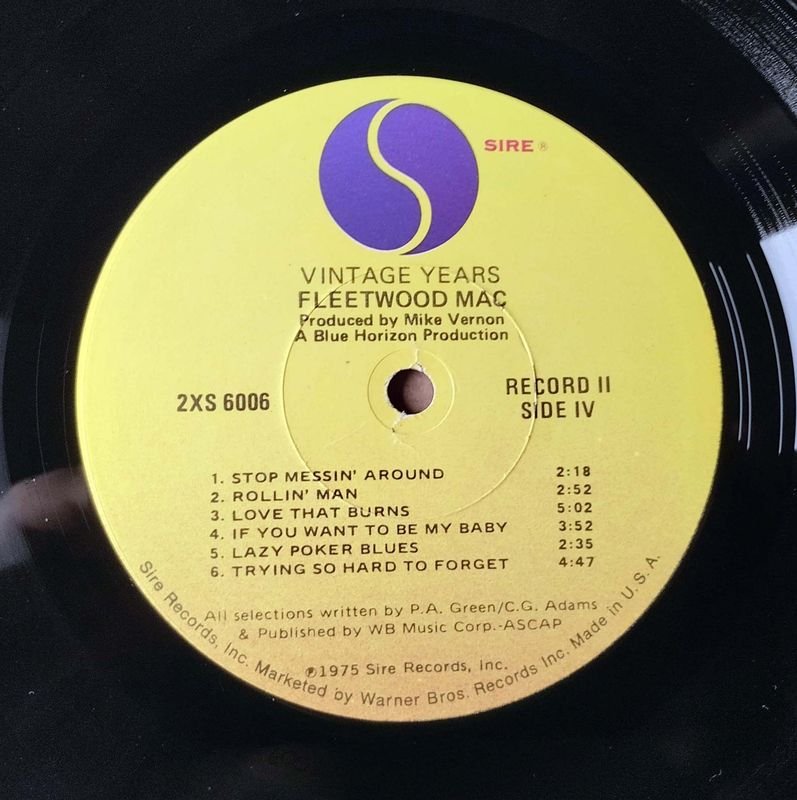 SIRE ®
VINTAGE YEARS
FLEETWOOD MAC
Produced by Mike Vernon
A Blue Horizon Production
2XS 6006
RECORD II
SIDE IV
1. STOP MESSIN' AROUND 2:18
2. ROLLIN' MAN 2:52
3. LOVE THAT BURNS 5:02
4. IF YOU WANT TO BE MY BABY 3:52
5. LAZY POKER BLUES 2:35
6. TRYING SO HARD TO FORGET 4:47
All selections written by P.A. Green/C.G. Adams
& Published by WB Music Corp.-ASCAP
℗1975 Sire Records, Inc.
Sire Records, Inc. Marketed by Warner Bros. Records Inc. Made in U.S.A.